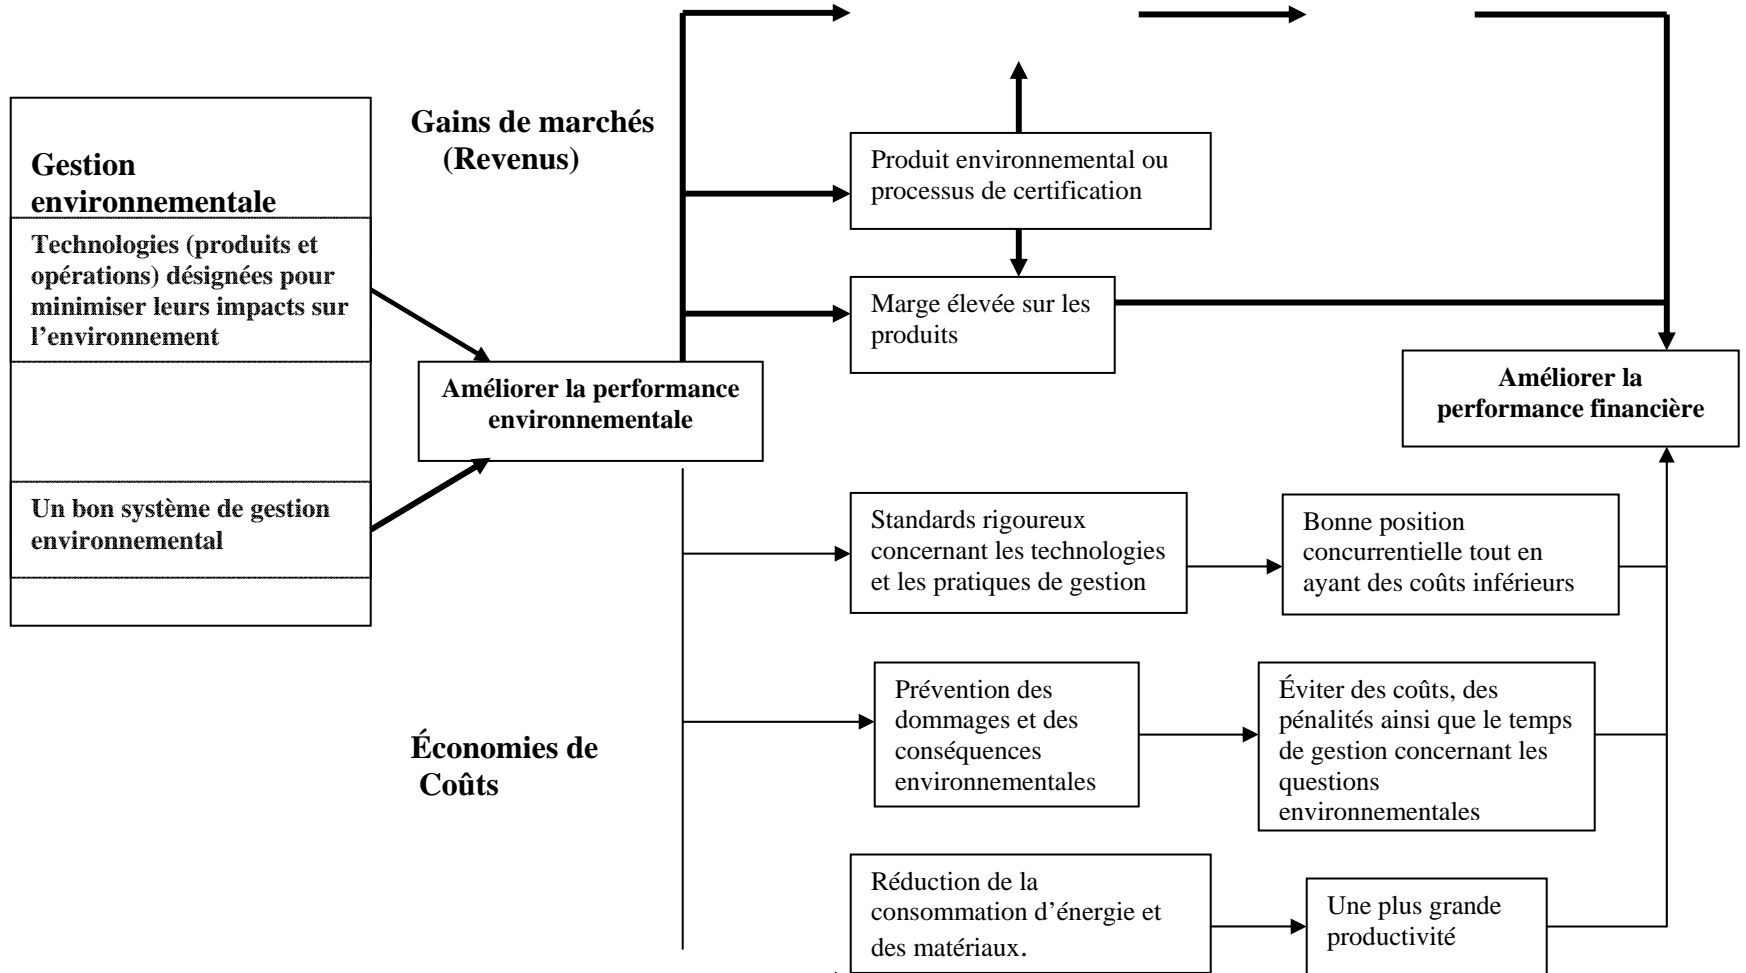 Gestion
environnementale
Technologies (produits et
opérations) désignées pour
minimiser leurs impacts sur
l’environnement
Un bon système de gestion
environnemental
Gains de marchés
(Revenus)
Améliorer la performance
environnementale
Économies de
Coûts
Produit environnemental ou
processus de certification
Marge élevée sur les
produits
Standards rigoureux
concernant les technologies
et les pratiques de gestion
Prévention des
dommages et des
conséquences
environnementales
Réduction de la
consommation d’énergie et
des matériaux.
Améliorer la
performance financière
Bonne position
concurrentielle tout en
ayant des coûts inférieurs
Éviter des coûts, des
pénalités ainsi que le temps
de gestion concernant les
questions
environnementales
Une plus grande
productivité